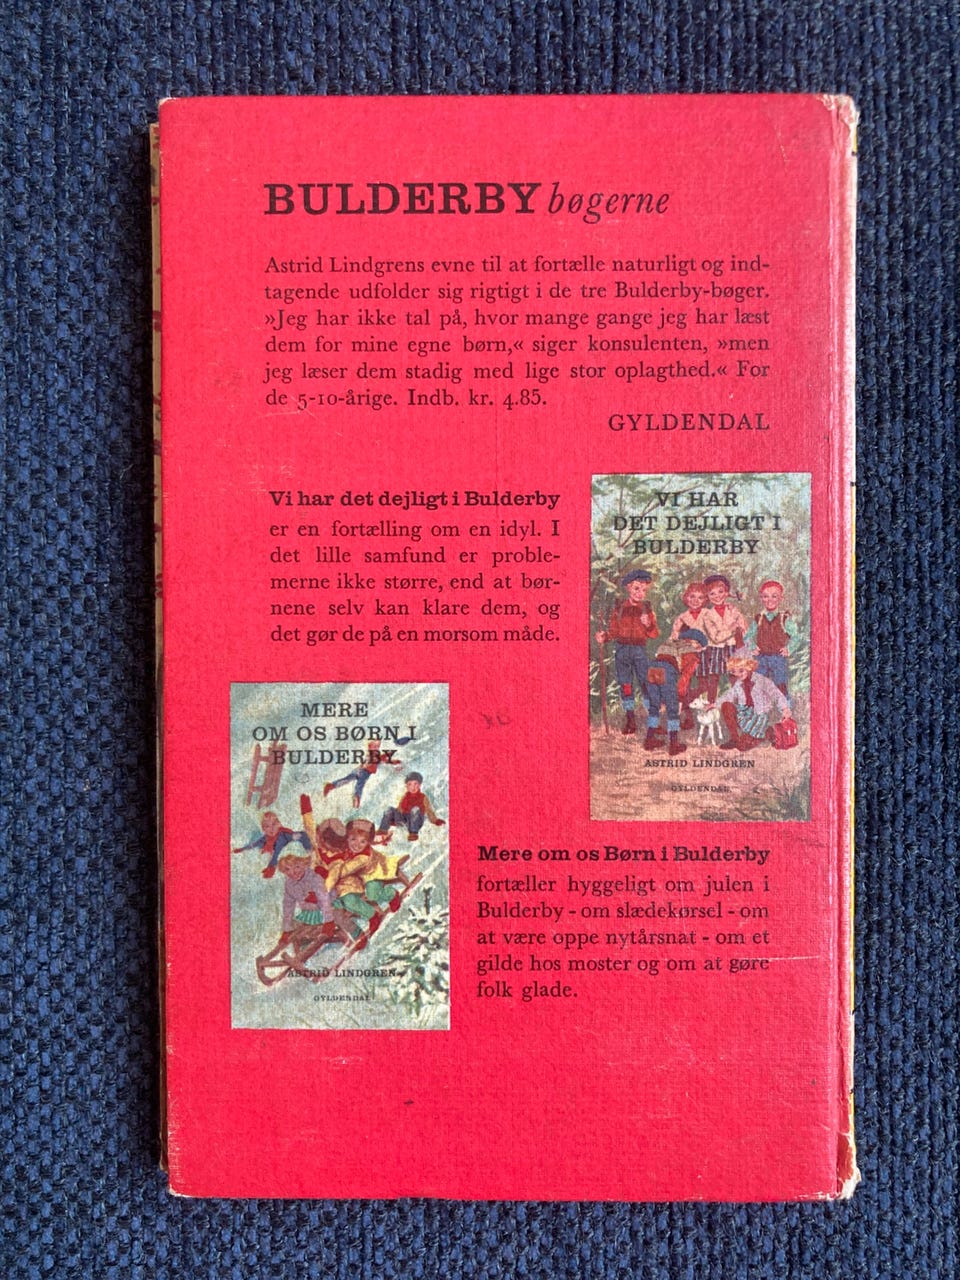 BULDERBY bøgerne
Astrid Lindgrens evne til at fortælle naturligt og ind-
tagende udfolder sig rigtigt i de tre Bulderby-bøger.
»Jeg har ikke tal på, hvor mange gange jeg har læst
dem for mine egne børn,« siger konsulenten, »men
jeg læser dem stadig med lige stor oplagthed.« For
de 5-10-årige. Indb. kr. 4.85.
GYLDENDAL
Vi har det dejligt i Bulderby
er en fortælling om en idyl. I
det lille samfund er proble-
merne ikke større, end at bør-
nene selv kan klare dem, og
det gør de på en morsom måde.
VI HAR
DET DEJLIGT I
BULDERBY
ASTRID LINDGREN
GYLDENDAL
MERE
OM OS BØRN I
BULDERBY
ASTRID LINDGREN
GYLDENDAL
Mere om os Børn i Bulderby
fortæller hyggeligt om julen i
Bulderby - om slædekørsel - om
at være oppe nytårsnat - om et
gilde hos moster og om at gøre
folk glade.